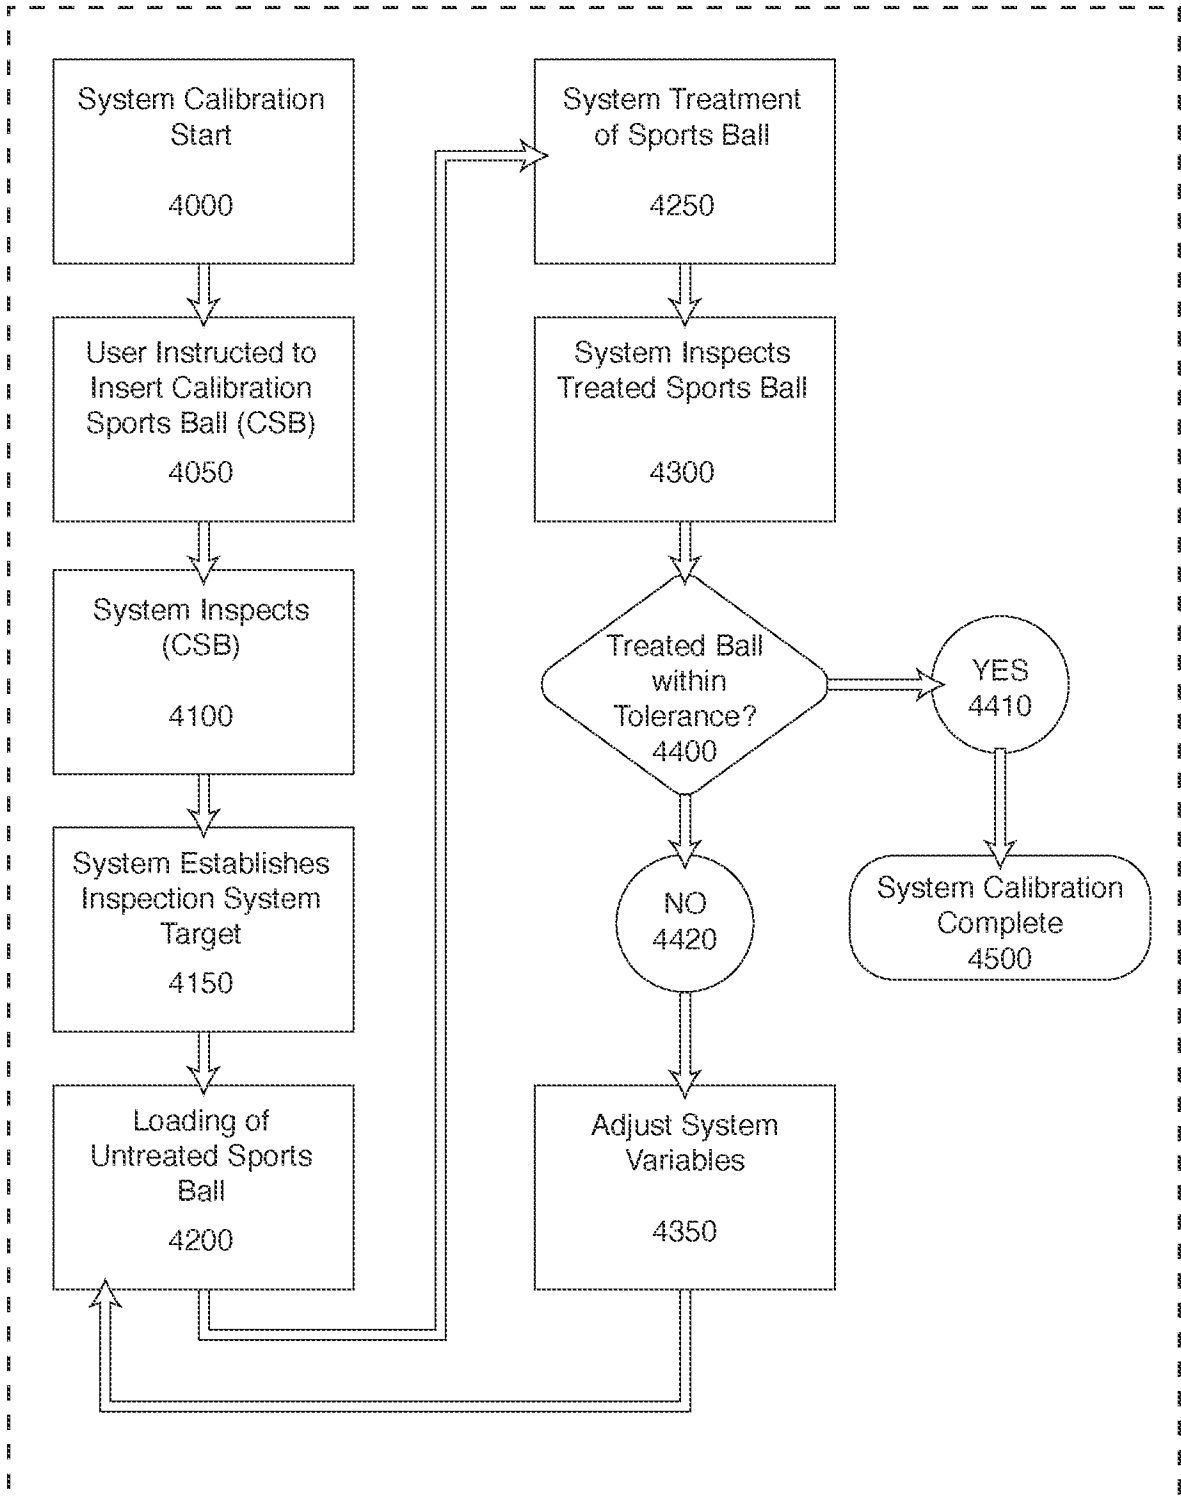 System Calibration
Start
4000
User Instructed to
Insert Calibration
Sports Ball (CSB)
4050
System Inspects
(CSB)
4100
System Establishes
Inspection System
Target
4150
Loading of
Untreated Sports
Ball
4200
System Treatment
of Sports Ball
4250
System Inspects
Treated Sports Ball
4300
Treated Ball
within
Tolerance?
4400
YES
4410
NO
4420
System Calibration
Complete
4500
Adjust System
Variables
4350